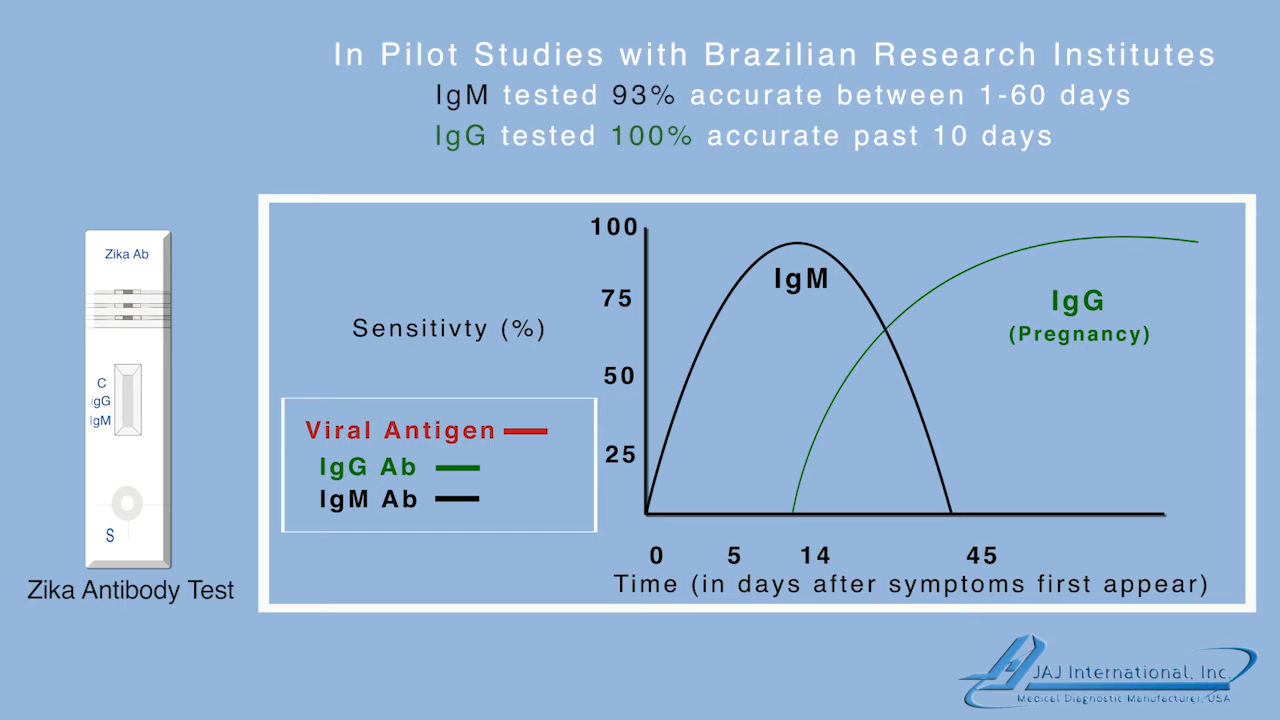 In Pilot Studies with Brazilian Research Institutes
IgM tested 93% accurate between 1-60 days
IgG tested 100% accurate past 10 days
Zika Ab
C
igG
IgM
S
Zika Antibody Test
100
75
50
25
Sensitivty (%)
IgM
IgG
(Pregnancy)
Viral Antigen
IgG Ab
IgM Ab
0 5 14 45
Time (in days after symptoms first appear)
JAJ International, Inc.
Medical Diagnostic Manufacturer, USA